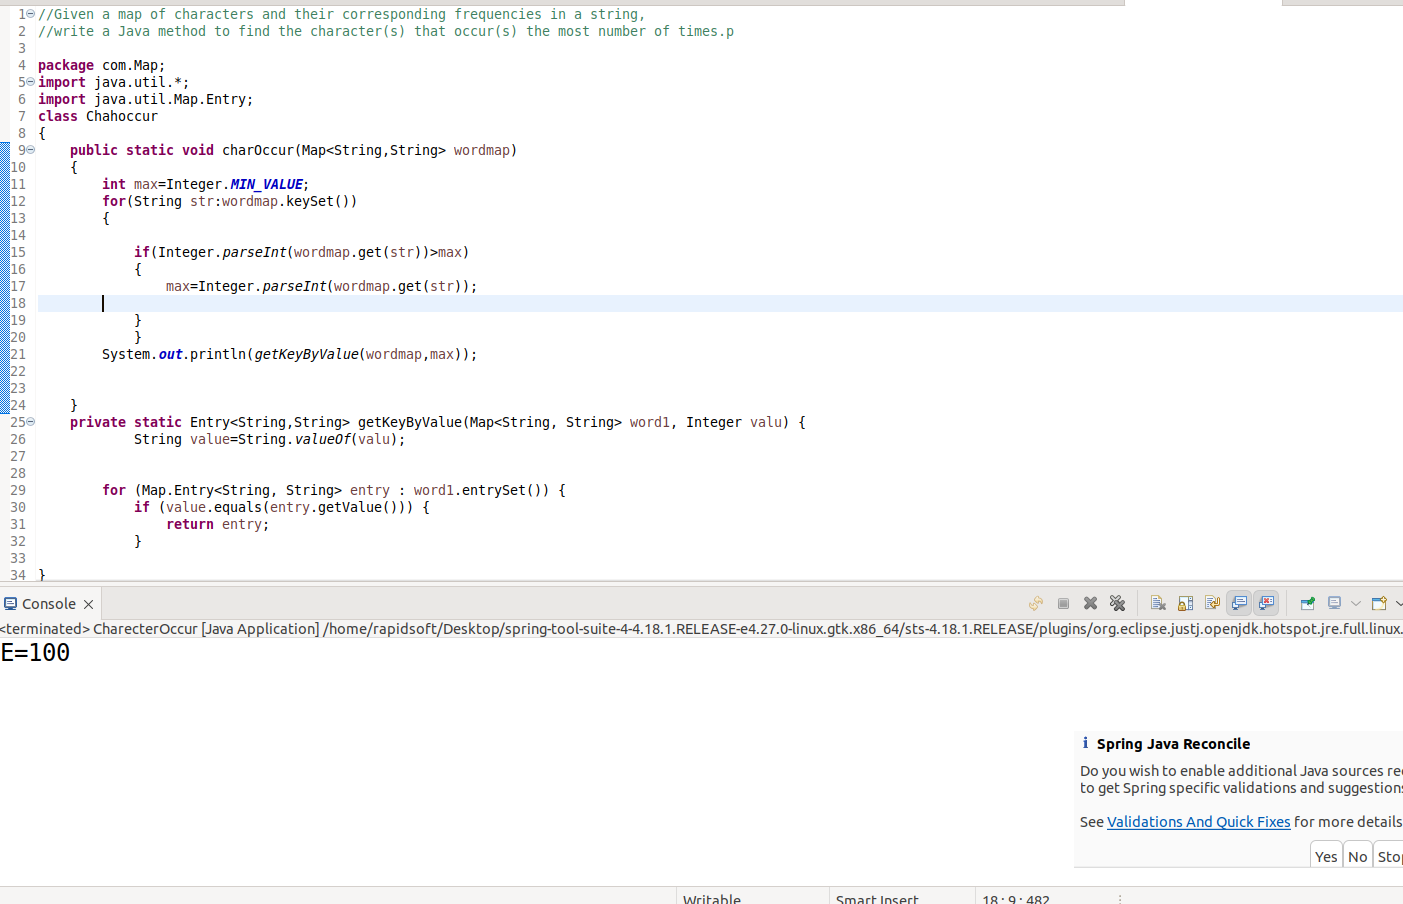 1 //Given a map of characters and their corresponding frequencies in a string,
2 //write a Java method to find the character(s) that occur(s) the most number of times.p
3
4 package com.Map;
5 import java.util.*;
6 import java.util.Map.Entry;
7 class Chahoccur
8 {
9     public static void charOccur(Map<String,String> wordmap)
10     {
11         int max=Integer.MIN_VALUE;
12         for(String str:wordmap.keySet())
13         {
14
15             if(Integer.parseInt(wordmap.get(str))>max)
16             {
17                 max=Integer.parseInt(wordmap.get(str));
18
19             }
20             }
21         System.out.println(getKeyByValue(wordmap,max));
22
23
24     }
25     private static Entry<String,String> getKeyByValue(Map<String, String> word1, Integer valu) {
26             String value=String.valueOf(valu);
27
28
29         for (Map.Entry<String, String> entry : word1.entrySet()) {
30             if (value.equals(entry.getValue())) {
31                 return entry;
32             }
33
34 }
Console
<terminated> CharecterOccur [Java Application] /home/rapidsoft/Desktop/spring-tool-suite-4-4.18.1.RELEASE-e4.27.0-linux.gtk.x86_64/sts-4.18.1.RELEASE/plugins/org.eclipse.justj.openjdk.hotspot.jre.full.linux.
E=100
Spring Java Reconcile
Do you wish to enable additional Java sources re
to get Spring specific validations and suggestions
See Validations And Quick Fixes for more details
Yes No Sto
Writable Smart Insert 18 : 9 : 482